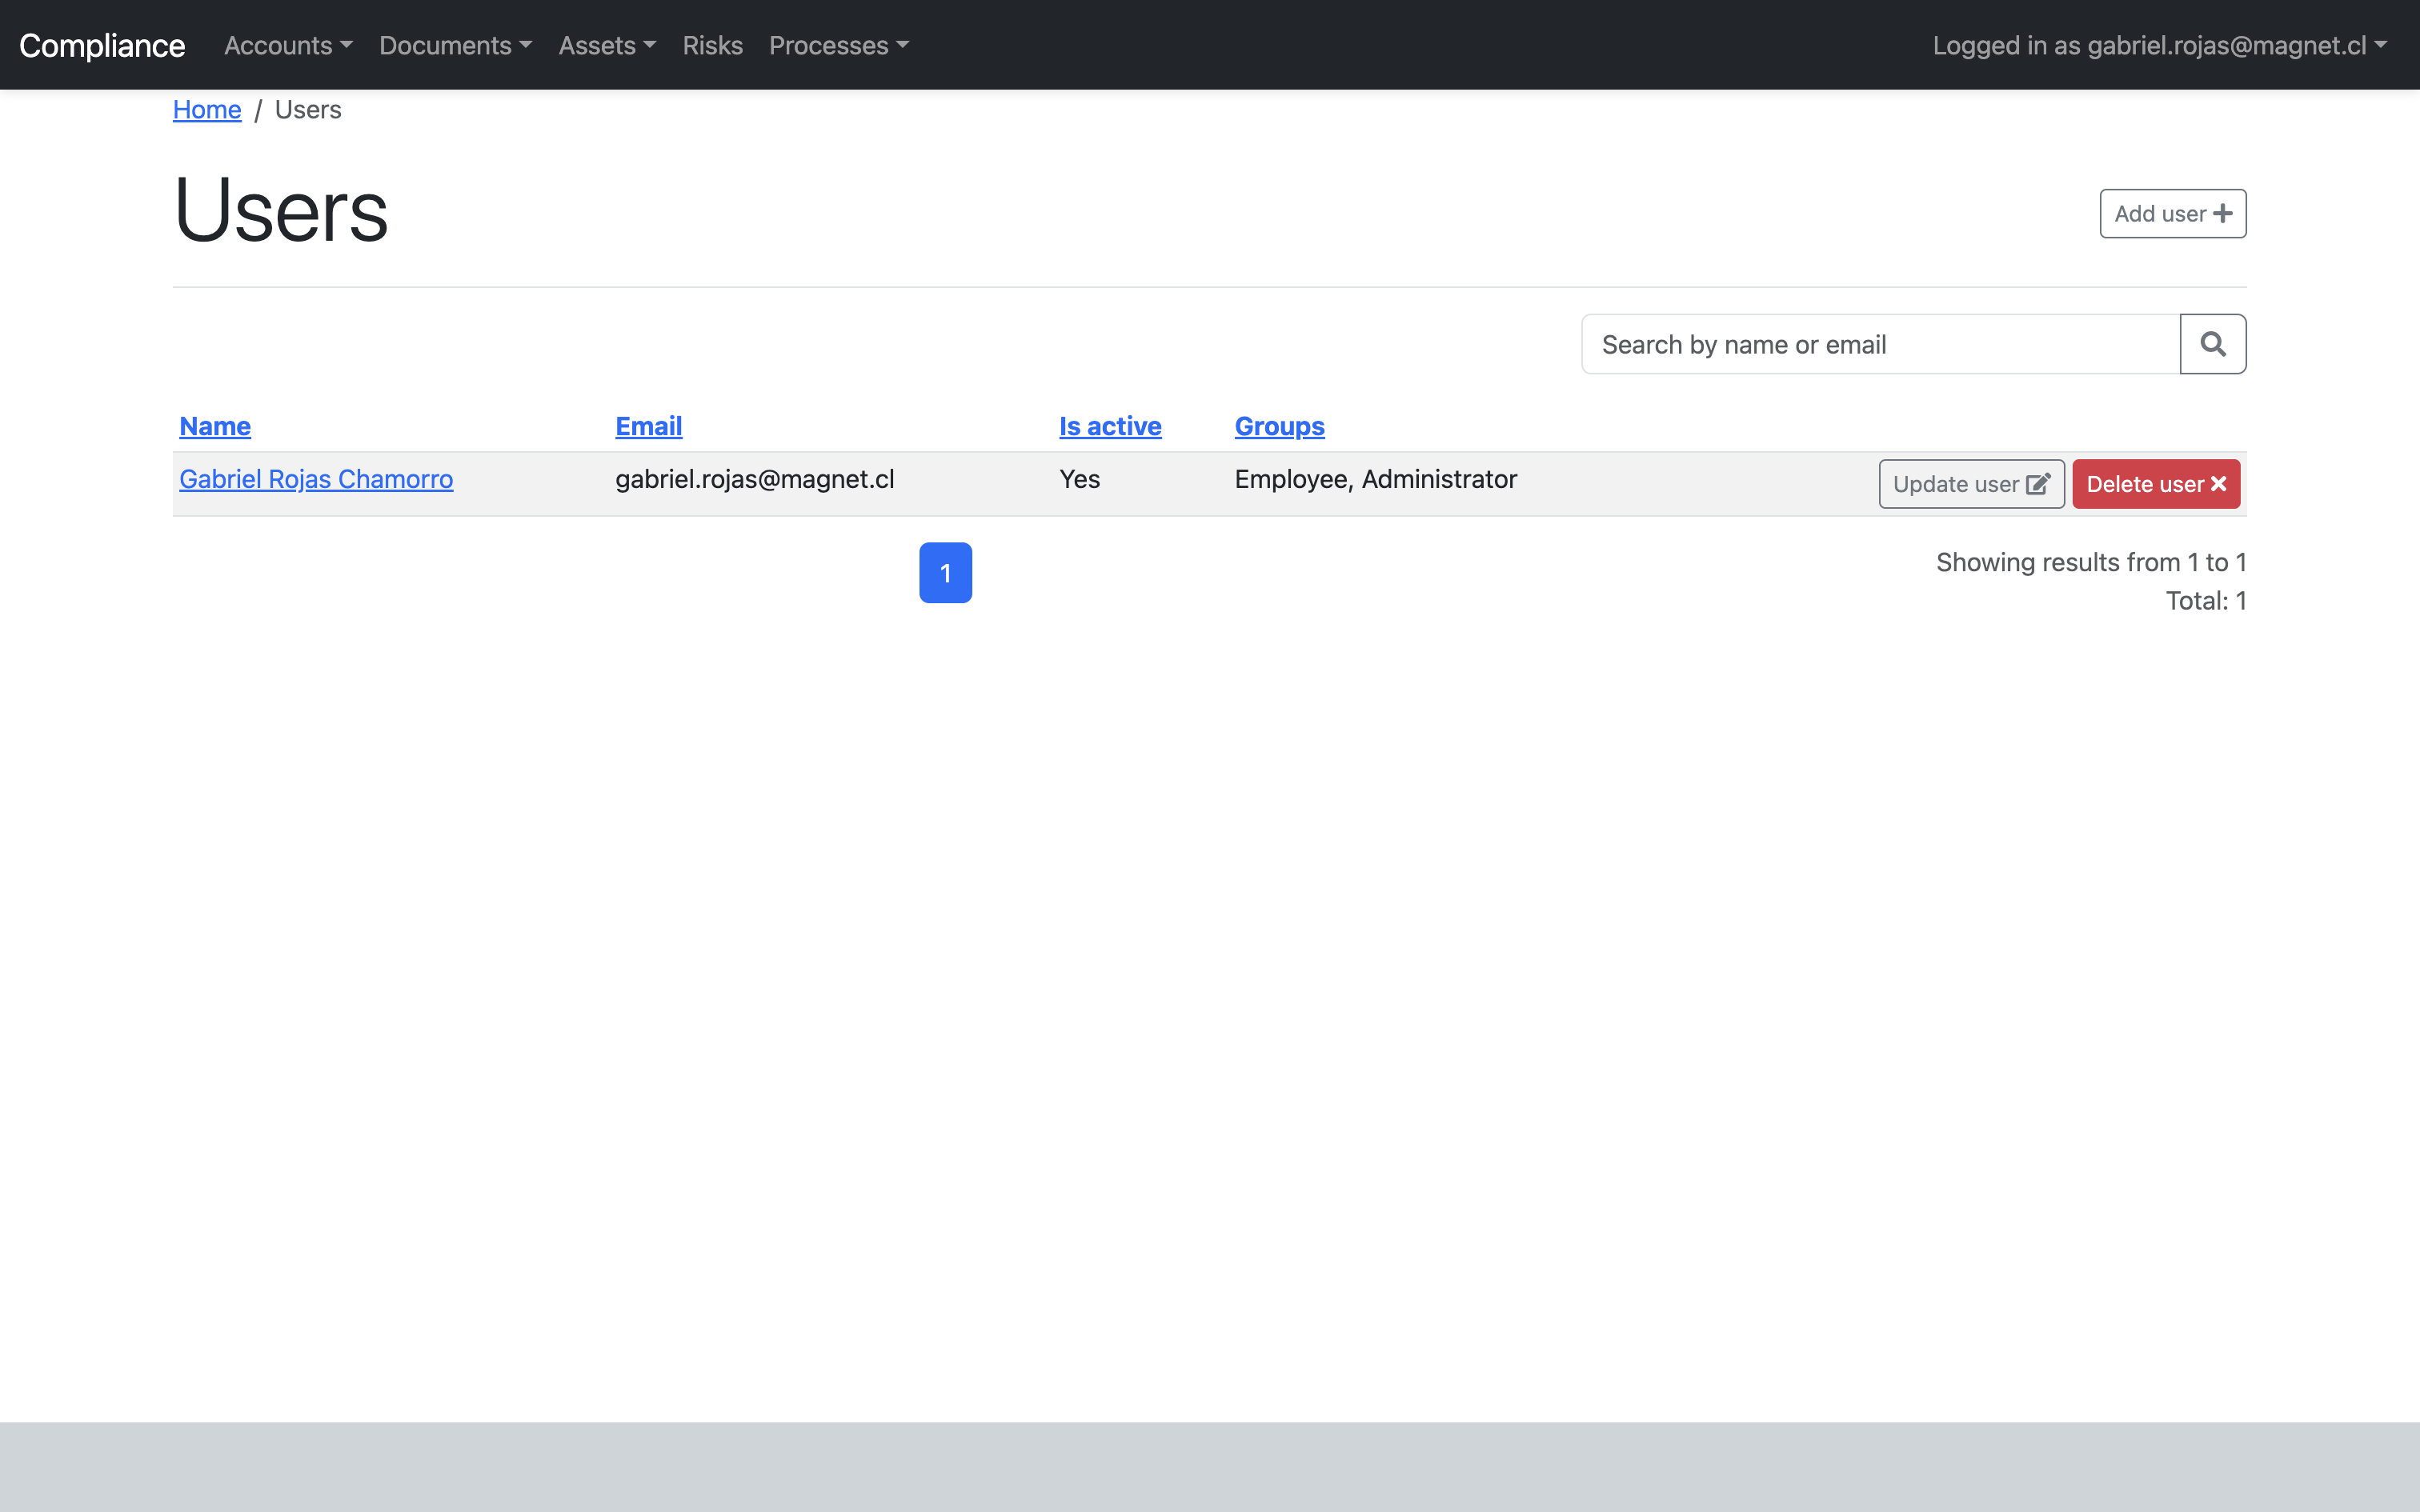 Compliance Accounts Documents Assets Risks Processes Logged in as gabriel.rojas@magnet.cl
Home / Users
Users
Add user
Search by name or email
Name Email Is active Groups
Gabriel Rojas Chamorro gabriel.rojas@magnet.cl Yes Employee, Administrator Update user Delete user
1
Showing results from 1 to 1
Total: 1